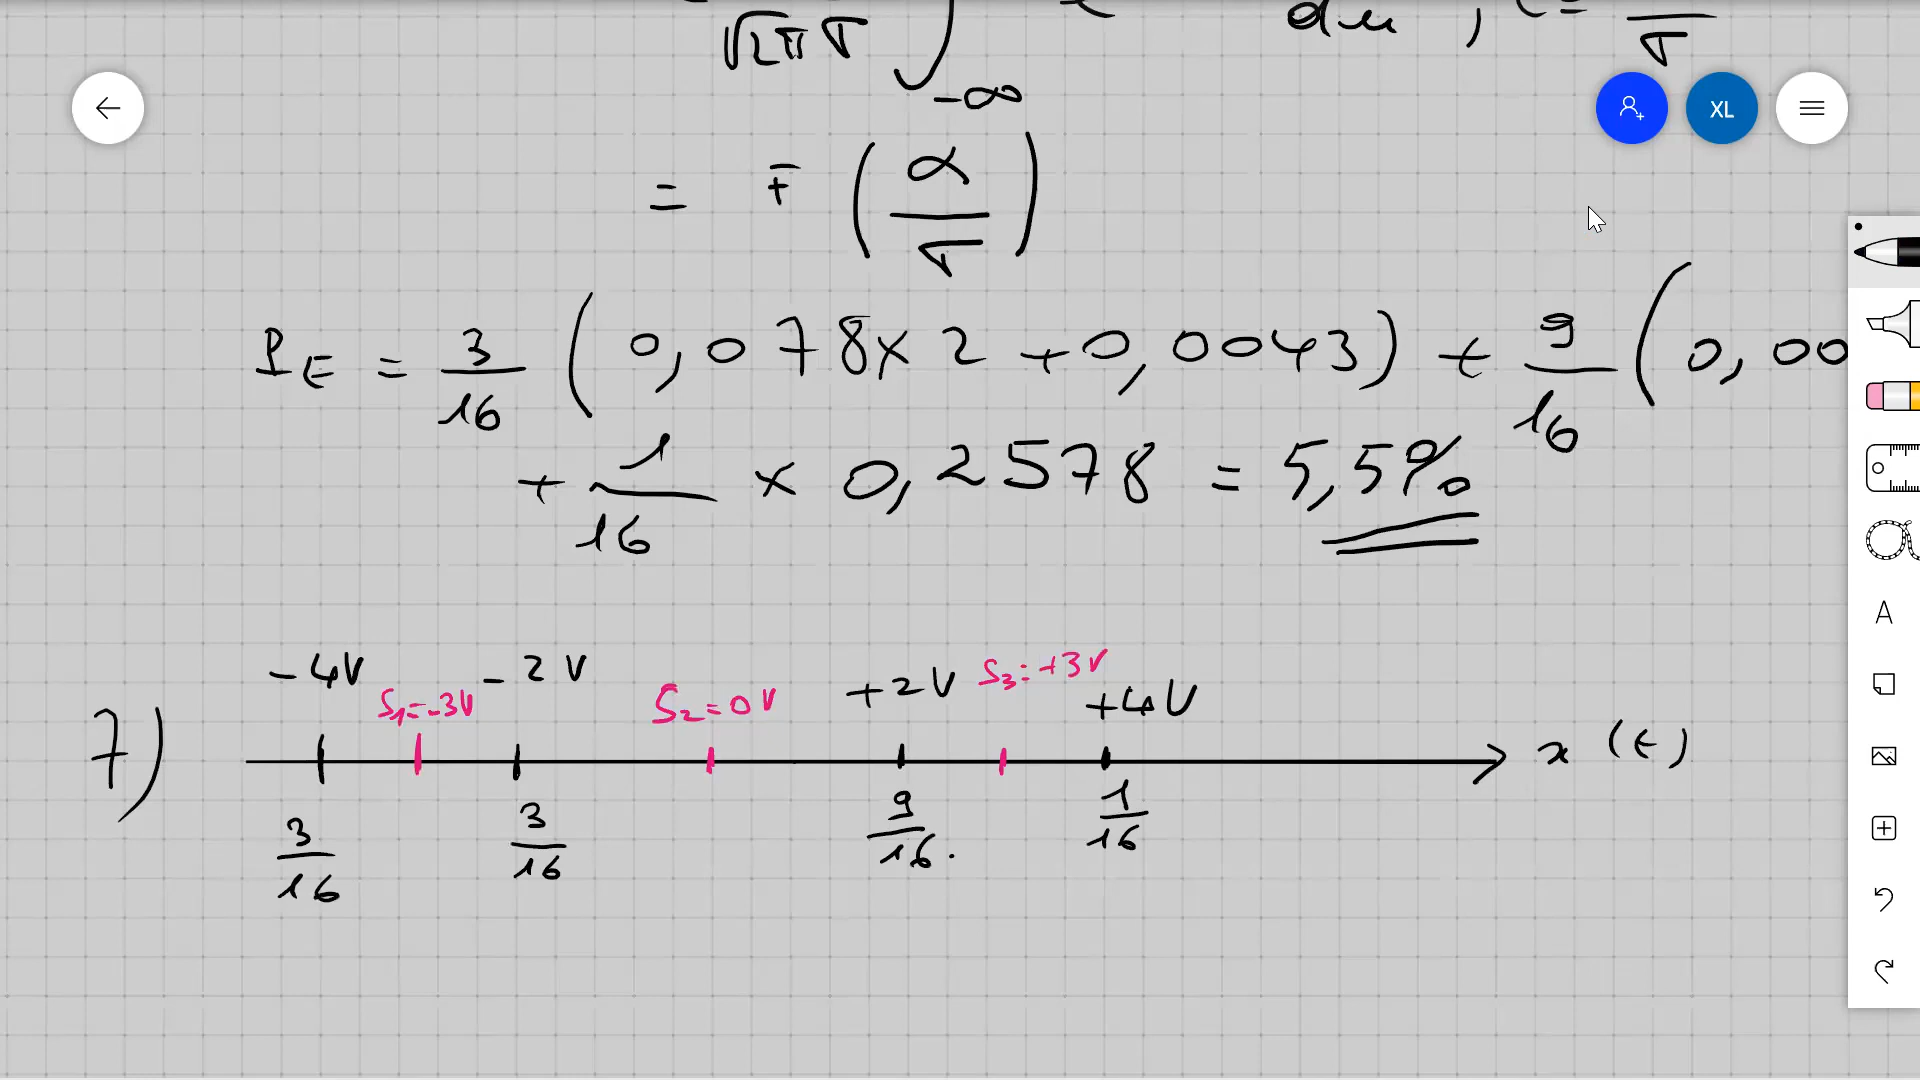 √2π σ ∫ -∞ du , t = ─ σ
XL
= F ( α / σ )
P_E = 3/16 ( 0,078 × 2 + 0,0043 ) + 9/16 ( 0,00
+ 1/16 × 0,2578 = 5,5%
A
7) -4V S₁=-3V -2V S₂=0V +2V S₃=+3V +4V
x (t)
3/16 3/16 9/16. 1/16